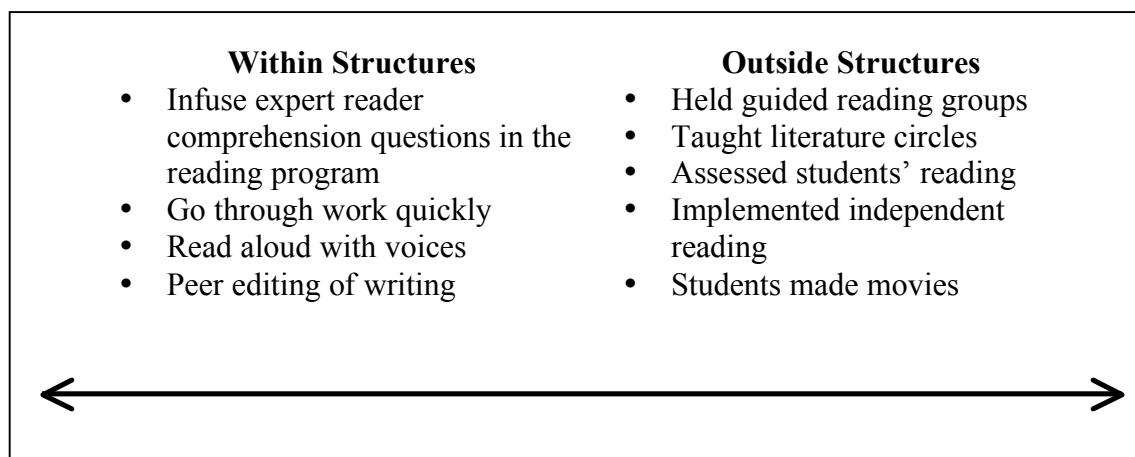 Within Structures
• Infuse expert reader
comprehension questions in the
reading program
• Go through work quickly
• Read aloud with voices
• Peer editing of writing
Outside Structures
• Held guided reading groups
• Taught literature circles
• Assessed students’ reading
• Implemented independent
reading
• Students made movies